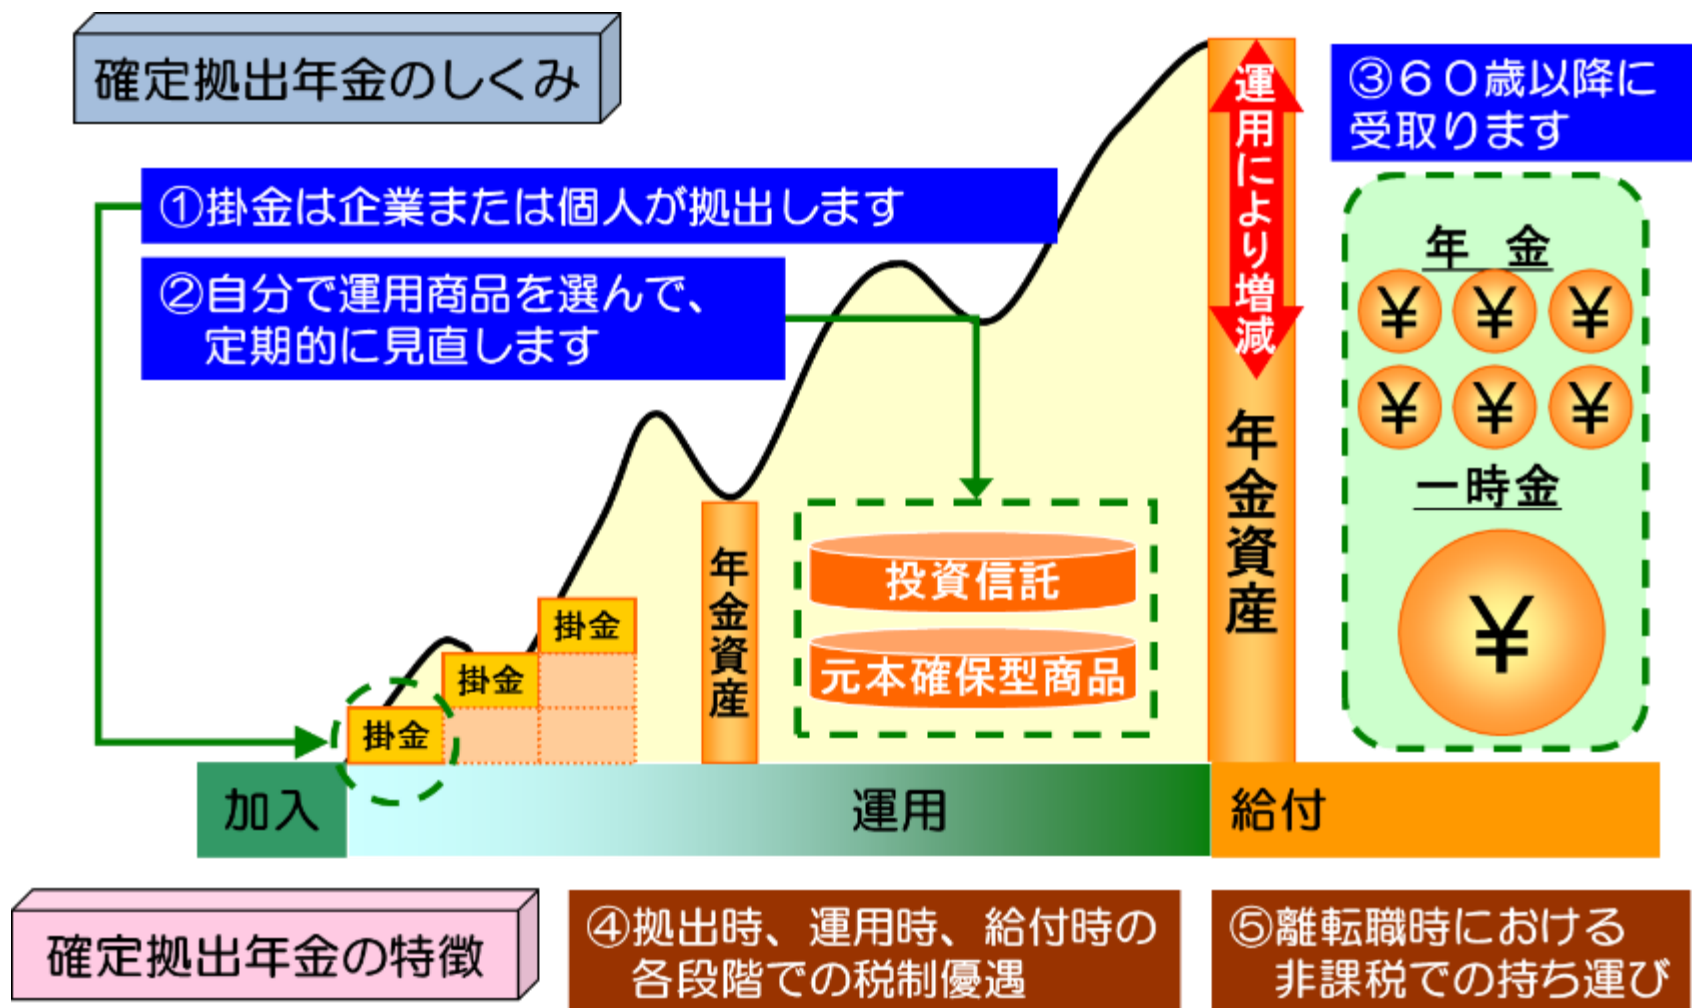 確定拠出年金のしくみ
①掛金は企業または個人が拠出します
②自分で運用商品を選んで、
定期的に見直します
③６０歳以降に
受取ります
運用により増減
年金資産
年　金
¥ ¥ ¥
¥ ¥ ¥
一時金
¥
年金資産
投資信託
元本確保型商品
掛金
掛金
掛金
加入
運用
給付
確定拠出年金の特徴
④拠出時、運用時、給付時の
各段階での税制優遇
⑤離転職時における
非課税での持ち運び